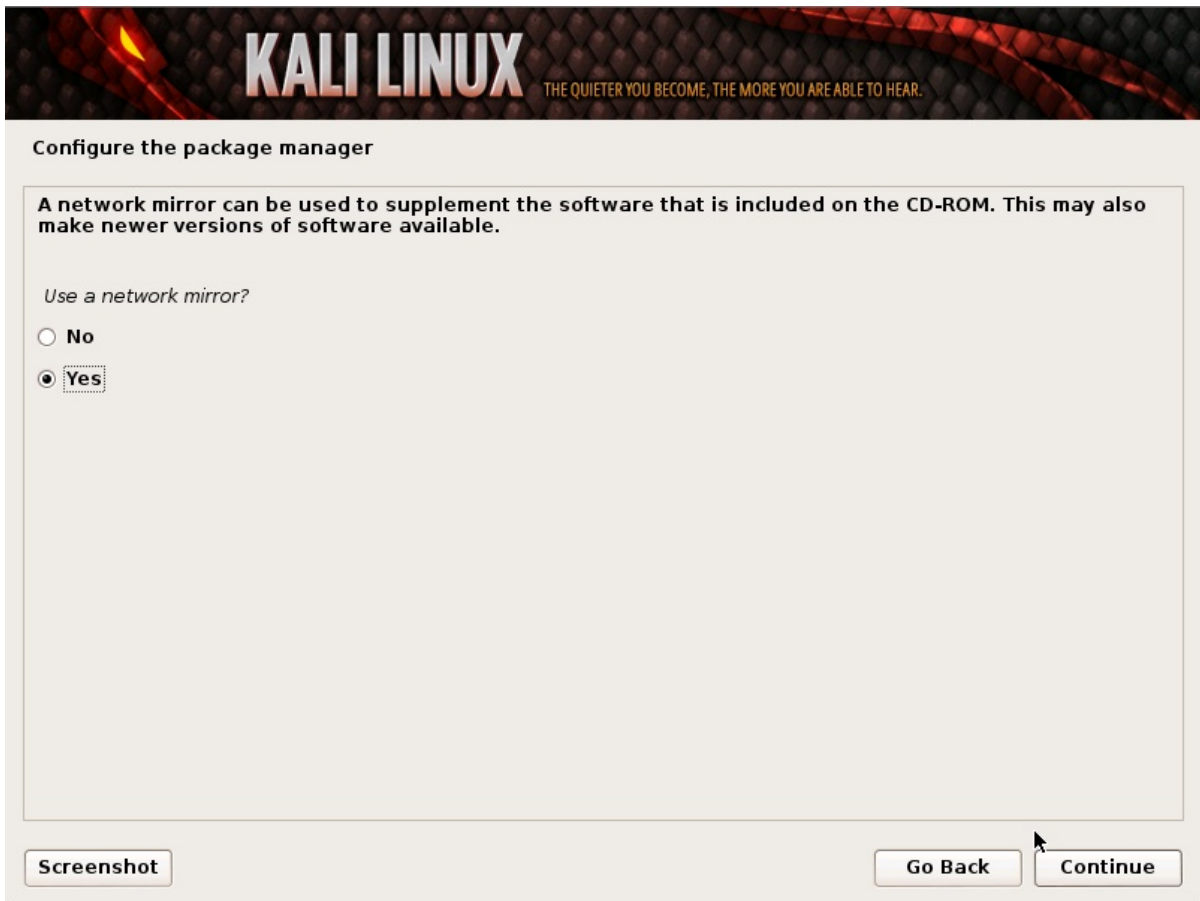 KALI LINUX
THE QUIETER YOU BECOME, THE MORE YOU ARE ABLE TO HEAR.
Configure the package manager
A network mirror can be used to supplement the software that is included on the CD-ROM. This may also
make newer versions of software available.
Use a network mirror?
No
Yes
Screenshot
Go Back
Continue